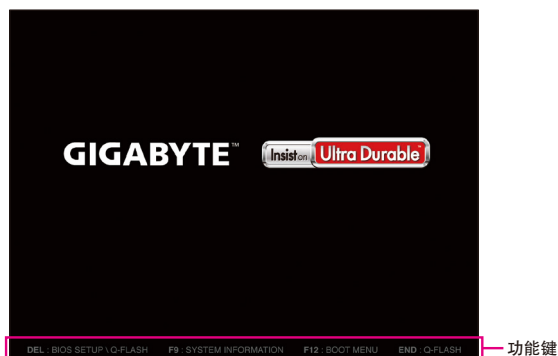 GIGABYTE™
Insist on Ultra Durable™
DEL : BIOS SETUP \ Q-FLASH F9 : SYSTEM INFORMATION F12 : BOOT MENU END : Q-FLASH
功能键